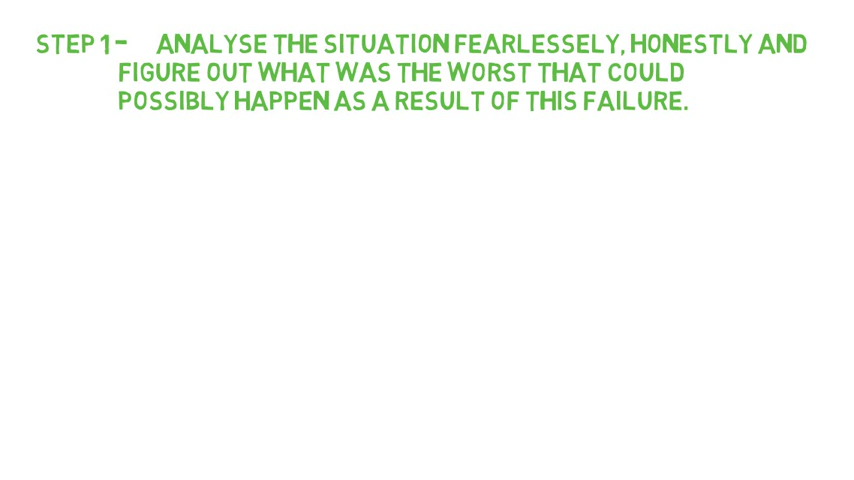 STEP 1- ANALYSE THE SITUATION FEARLESSELY, HONESTLY AND
FIGURE OUT WHAT WAS THE WORST THAT COULD
POSSIBLY HAPPEN AS A RESULT OF THIS FAILURE.